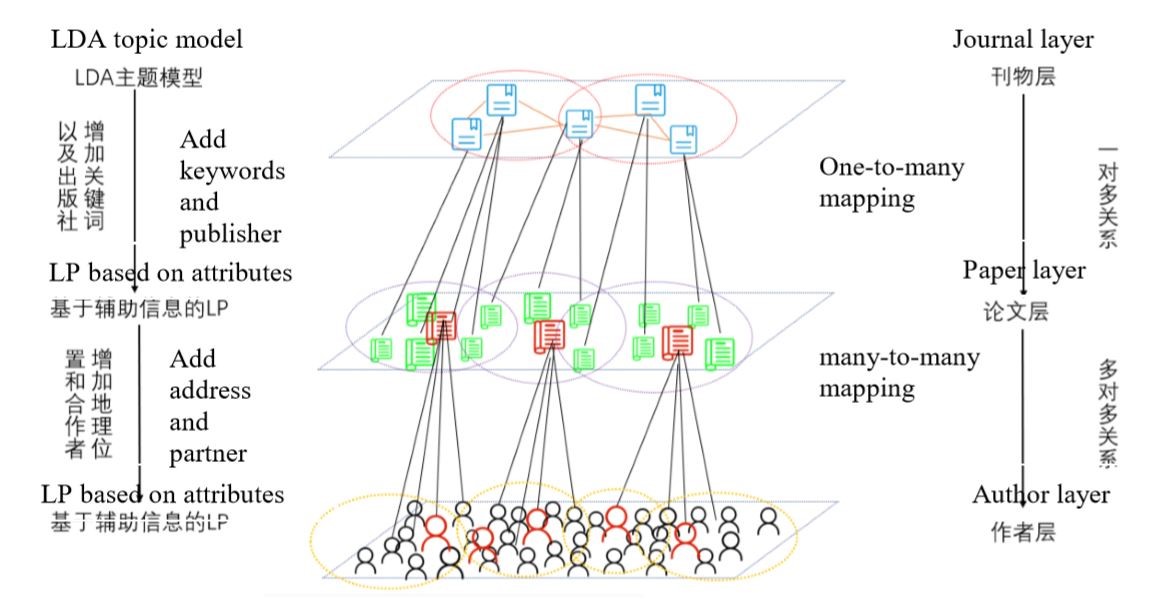 LDA topic model
LDA主题模型
增加关键词
以及出版社
Add
keywords
and
publisher
LP based on attributes
基于辅助信息的LP
增加地理位
置和合作者
Add
address
and
partner
LP based on attributes
基于辅助信息的LP
Journal layer
刊物层
One-to-many
mapping
一对多关系
Paper layer
论文层
many-to-many
mapping
多对多关系
Author layer
作者层